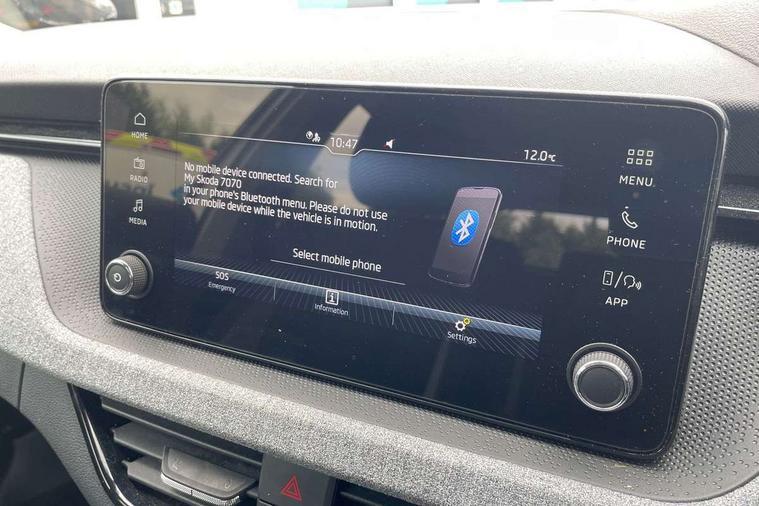 HOME
RADIO
MEDIA
10:47
12.0°C
No mobile device connected. Search for
My Skoda 7070
in your phone's Bluetooth menu. Please do not use
your mobile device while the vehicle is in motion.
Select mobile phone
SOS
Emergency
Information
Settings
MENU
PHONE
APP